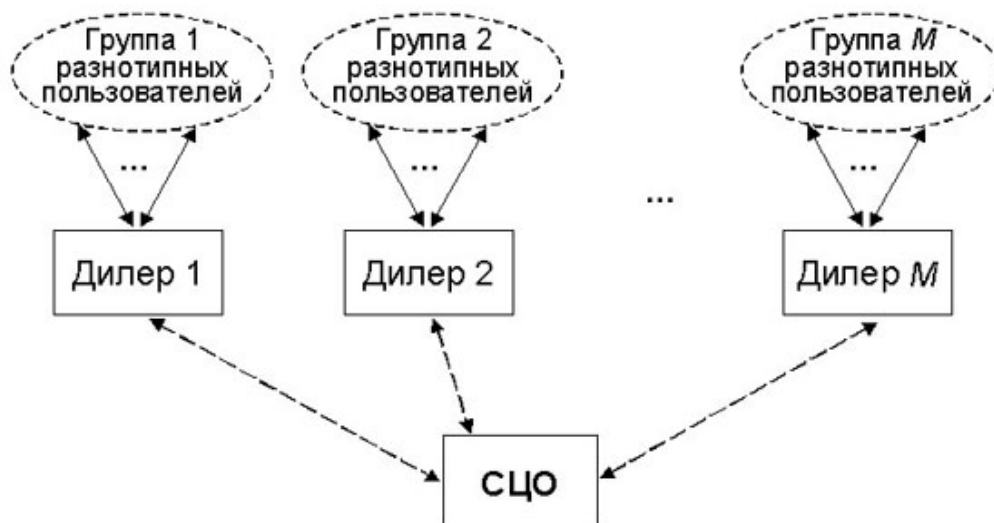 Группа 1
разнотипных
пользователей
Группа 2
разнотипных
пользователей
Группа M
разнотипных
пользователей
...
...
...
...
Дилер 1
Дилер 2
Дилер M
СЦО